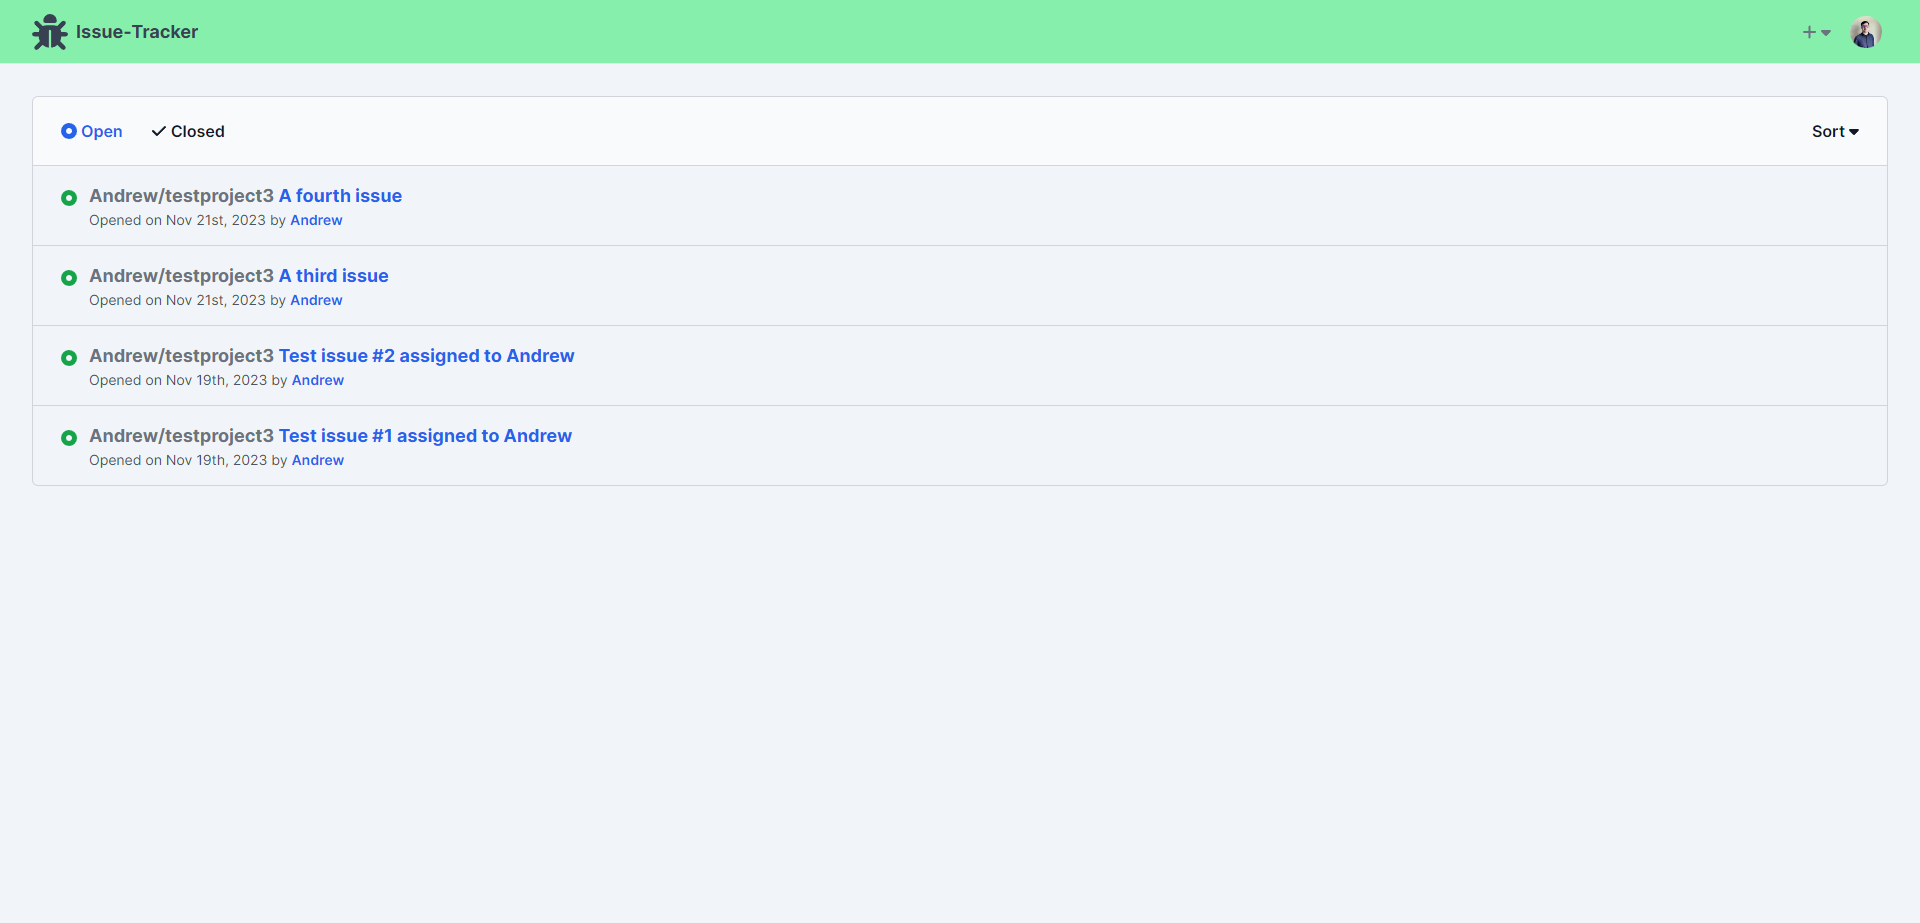 Issue-Tracker
Open Closed Sort
Andrew/testproject3 A fourth issue
Opened on Nov 21st, 2023 by Andrew
Andrew/testproject3 A third issue
Opened on Nov 21st, 2023 by Andrew
Andrew/testproject3 Test issue #2 assigned to Andrew
Opened on Nov 19th, 2023 by Andrew
Andrew/testproject3 Test issue #1 assigned to Andrew
Opened on Nov 19th, 2023 by Andrew